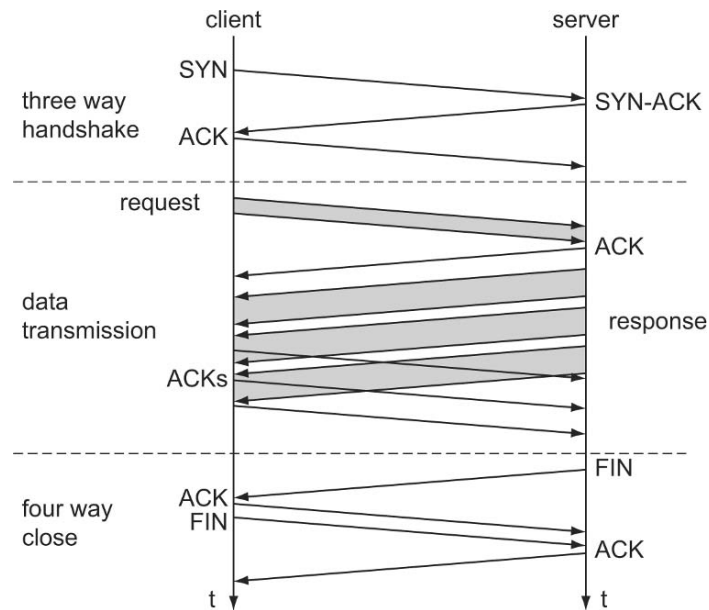 client
server
SYN
SYN-ACK
three way
handshake
ACK
request
ACK
data
transmission
response
ACKs
FIN
ACK
FIN
four way
close
ACK
t
t